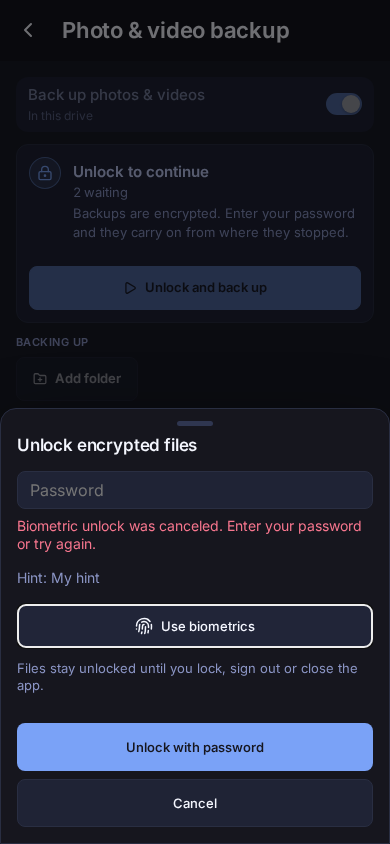 Photo & video backup
Back up photos & videos
In this drive
Unlock to continue
2 waiting
Backups are encrypted. Enter your password
and they carry on from where they stopped.
Unlock and back up
BACKING UP
Add folder
Unlock encrypted files
Password
Biometric unlock was canceled. Enter your password
or try again.
Hint: My hint
Use biometrics
Files stay unlocked until you lock, sign out or close the
app.
Unlock with password
Cancel